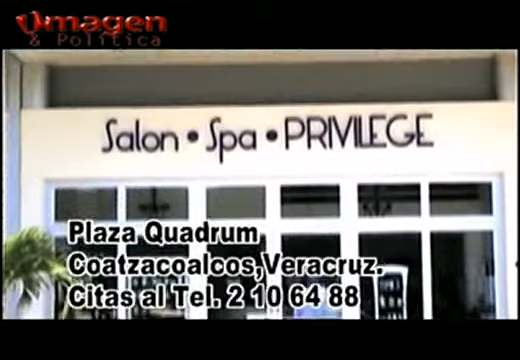 Imagen
& Política
Salon • Spa • PRIVILEGE
Plaza Quadrum
Coatzacoalcos,Veracruz.
Citas al Tel. 2 10 64 88